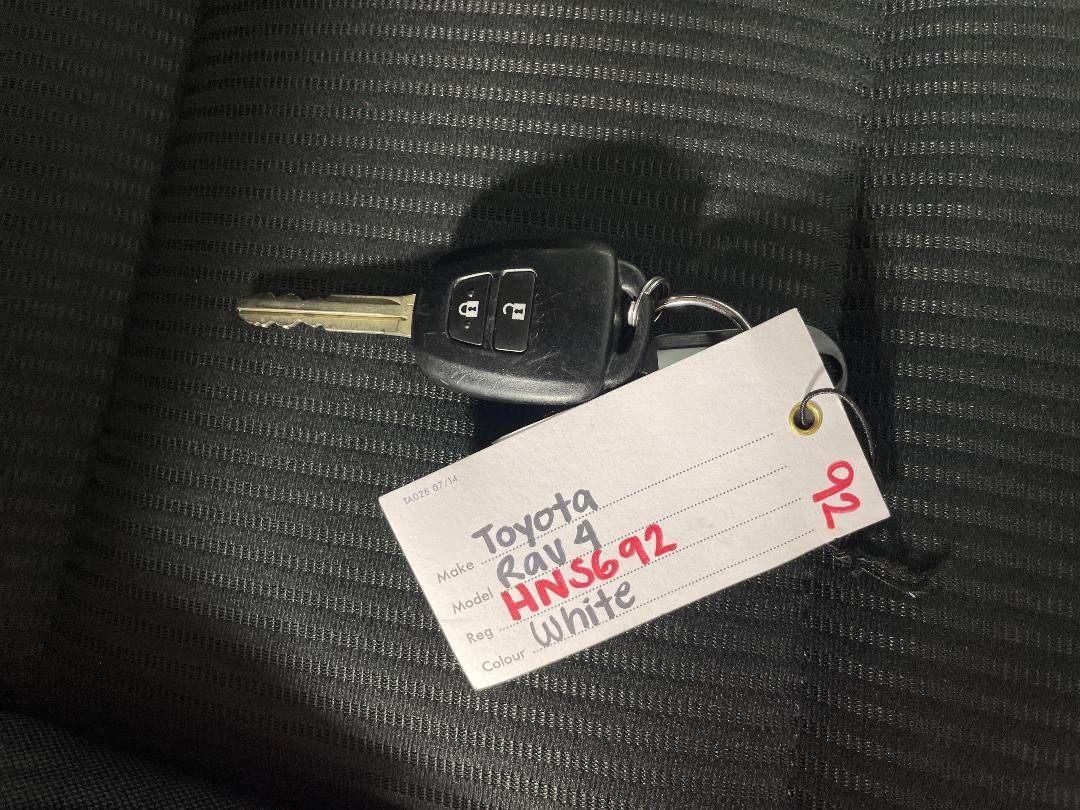 TA028 07/14
Make Toyota
Model Rav 4
Reg HNS692
Colour White
92